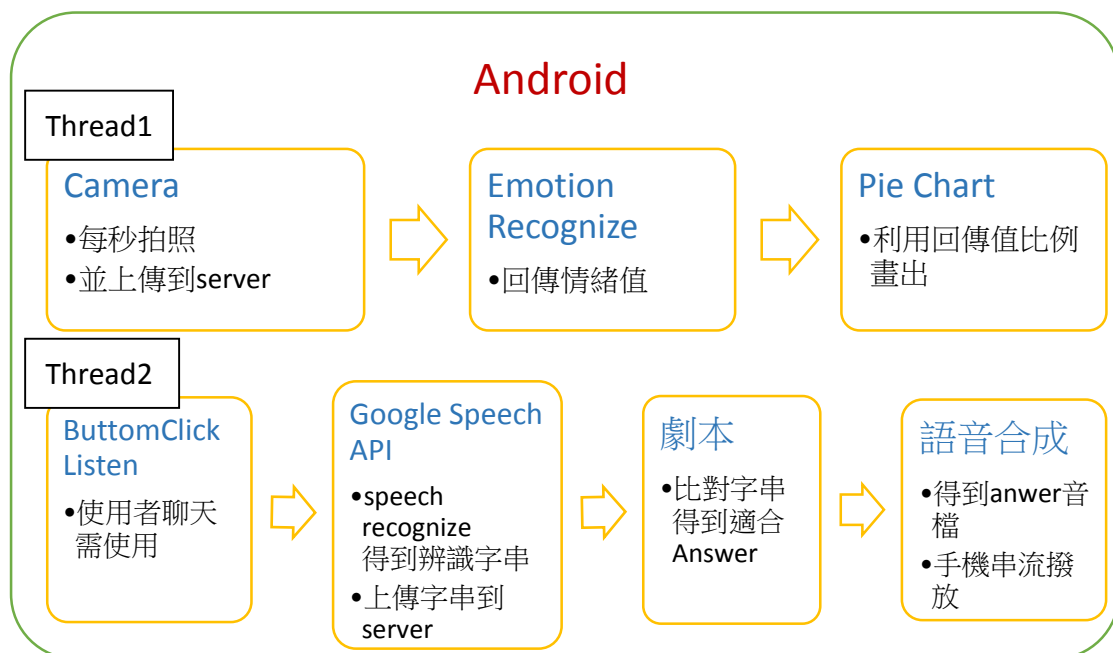 Android
Thread1
Camera
•每秒拍照
•並上傳到server
Emotion
Recognize
•回傳情緒值
Pie Chart
•利用回傳值比例
畫出
Thread2
ButtomClick
Listen
•使用者聊天
需使用
Google Speech
API
•speech
recognize
得到辨識字串
•上傳字串到
server
劇本
•比對字串
得到適合
Answer
語音合成
•得到anwer音
檔
•手機串流撥
放